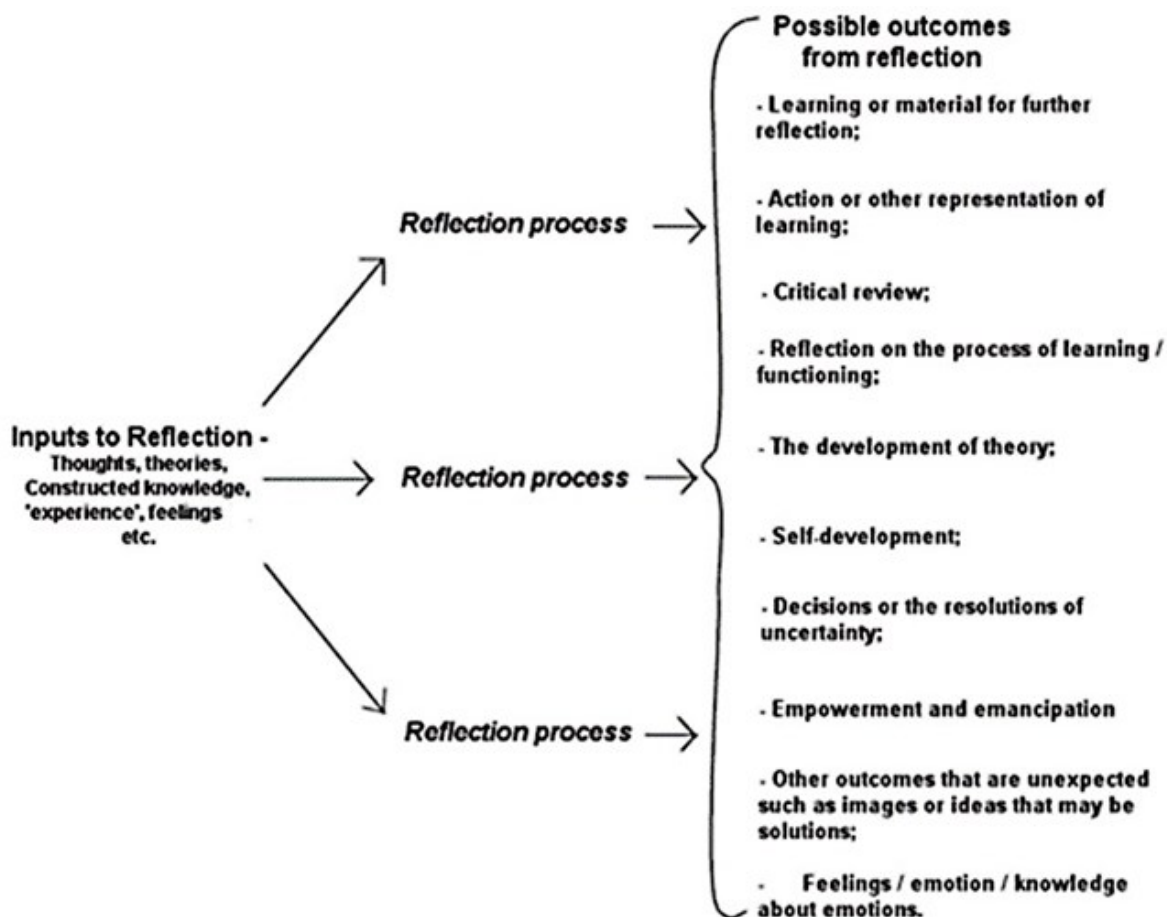 Possible outcomes
from reflection
- Learning or material for further
reflection;
- Action or other representation of
learning;
- Critical review;
- Reflection on the process of learning /
functioning;
- The development of theory;
- Self-development;
- Decisions or the resolutions of
uncertainty;
- Empowerment and emancipation
- Other outcomes that are unexpected
such as images or ideas that may be
solutions;
- Feelings / emotion / knowledge
about emotions.
Reflection process
Reflection process
Reflection process
Inputs to Reflection -
Thoughts, theories,
Constructed knowledge,
'experience', feelings
etc.